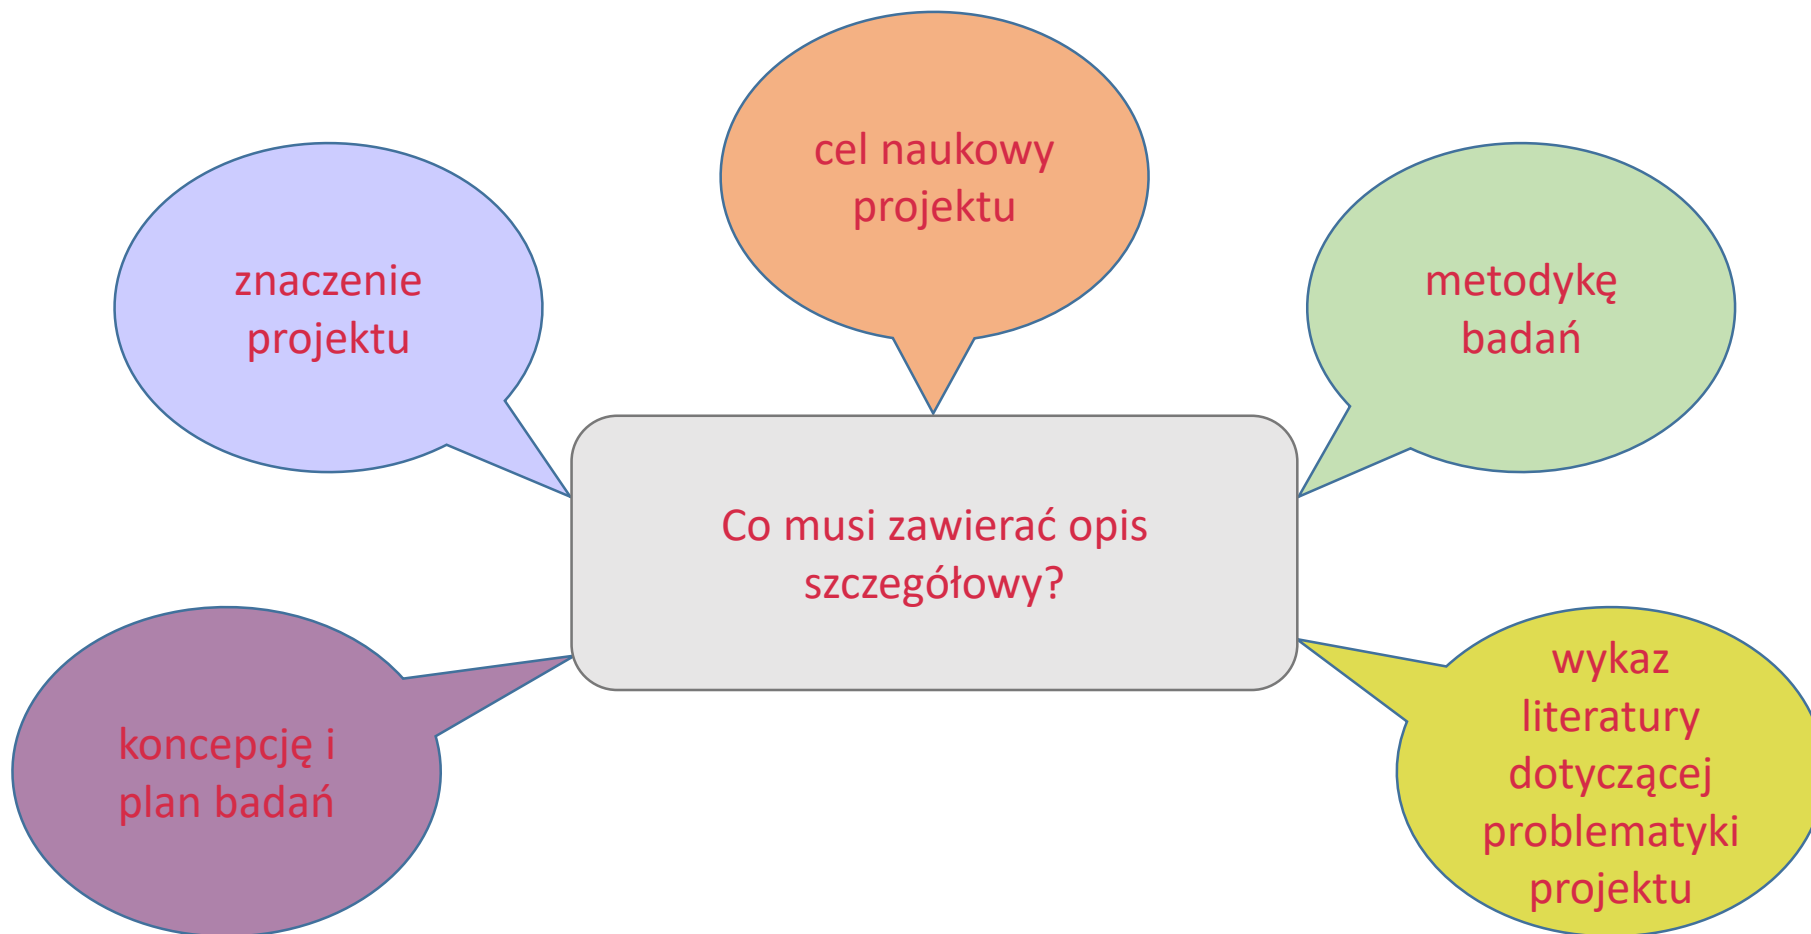 cel naukowy
projektu
znaczenie
projektu
metodykę
badań
Co musi zawierać opis
szczegółowy?
koncepcję i
plan badań
wykaz
literatury
dotyczącej
problematyki
projektu